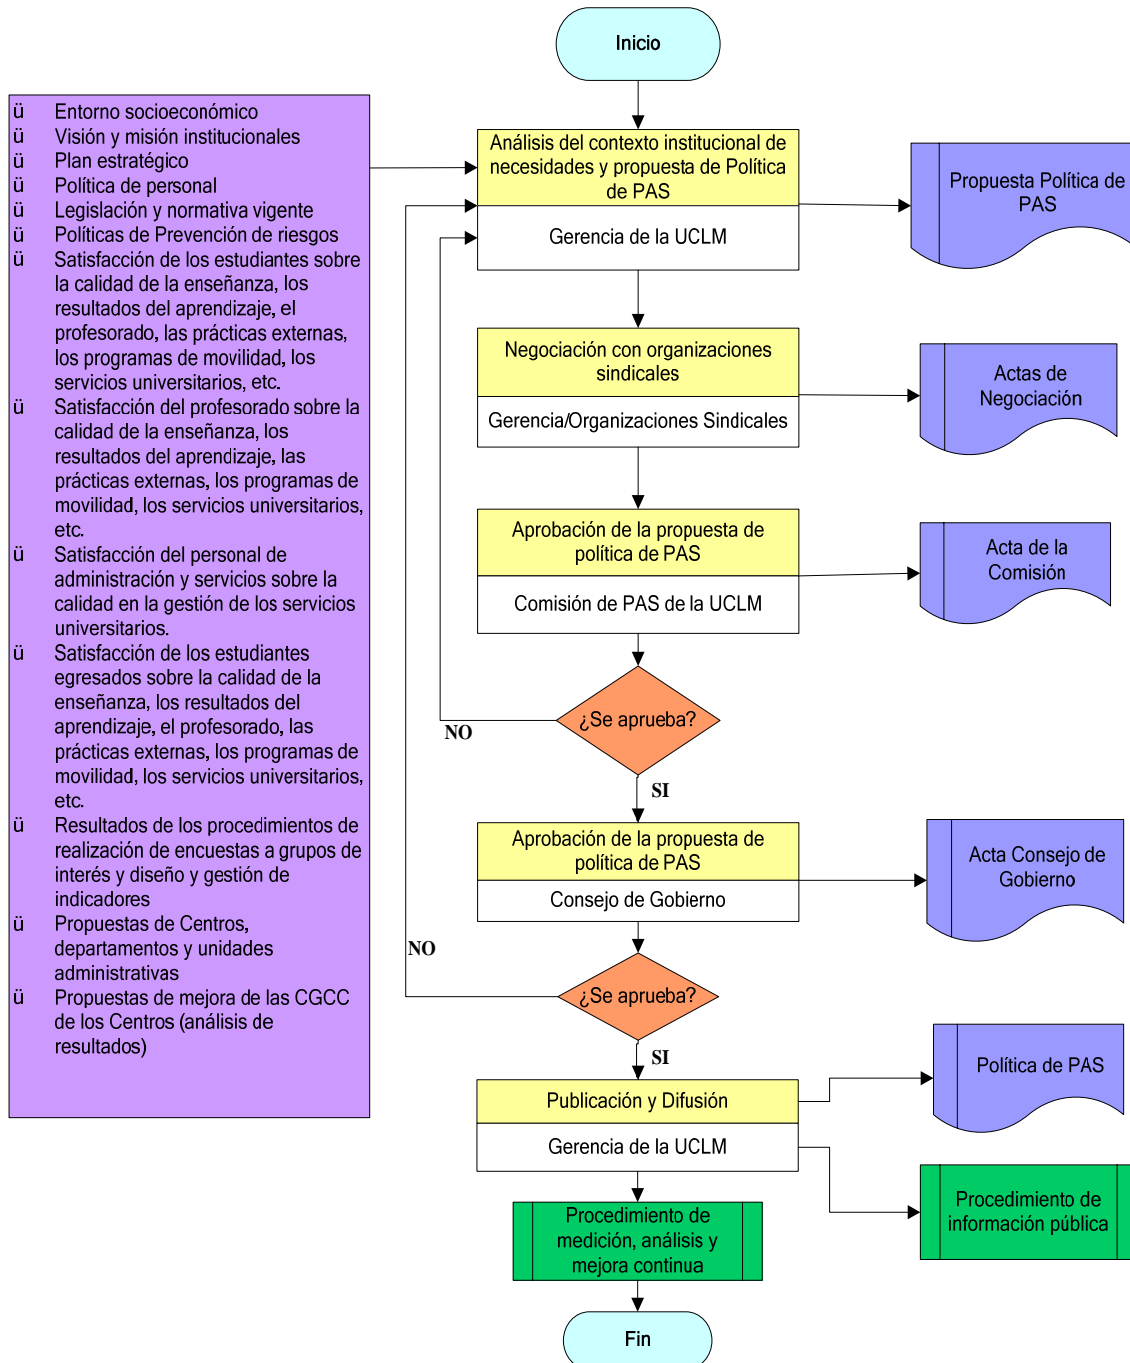 Inicio
ü Entorno socioeconómico
ü Visión y misión institucionales
ü Plan estratégico
ü Política de personal
ü Legislación y normativa vigente
ü Políticas de Prevención de riesgos
ü Satisfacción de los estudiantes sobre
la calidad de la enseñanza, los
resultados del aprendizaje, el
profesorado, las prácticas externas,
los programas de movilidad, los
servicios universitarios, etc.
ü Satisfacción del profesorado sobre la
calidad de la enseñanza, los
resultados del aprendizaje, las
prácticas externas, los programas de
movilidad, los servicios universitarios,
etc.
ü Satisfacción del personal de
administración y servicios sobre la
calidad en la gestión de los servicios
universitarios.
ü Satisfacción de los estudiantes
egresados sobre la calidad de la
enseñanza, los resultados del
aprendizaje, el profesorado, las
prácticas externas, los programas de
movilidad, los servicios universitarios,
etc.
ü Resultados de los procedimientos de
realización de encuestas a grupos de
interés y diseño y gestión de
indicadores
ü Propuestas de Centros,
departamentos y unidades
administrativas
ü Propuestas de mejora de las CGCC
de los Centros (análisis de
resultados)
Análisis del contexto institucional de
necesidades y propuesta de Política
de PAS
Gerencia de la UCLM
Propuesta Política de
PAS
Negociación con organizaciones
sindicales
Gerencia/Organizaciones Sindicales
Actas de
Negociación
Aprobación de la propuesta de
política de PAS
Comisión de PAS de la UCLM
Acta de la
Comisión
¿Se aprueba?
NO
SI
Aprobación de la propuesta de
política de PAS
Consejo de Gobierno
Acta Consejo de
Gobierno
¿Se aprueba?
NO
SI
Publicación y Difusión
Gerencia de la UCLM
Política de PAS
Procedimiento de
información pública
Procedimiento de
medición, análisis y
mejora continua
Fin